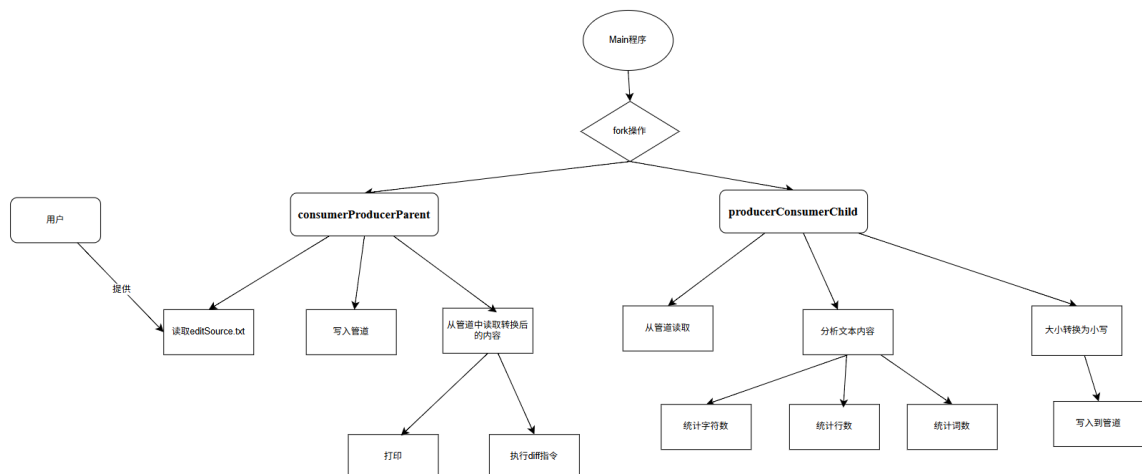 Main程序
fork操作
用户
consumerProducerParent
producerConsumerChild
提供
读取editSource.txt
写入管道
从管道中读取转换后
的内容
从管道读取
分析文本内容
大小转换为小写
统计字符数
统计行数
统计词数
写入到管道
打印
执行diff指令